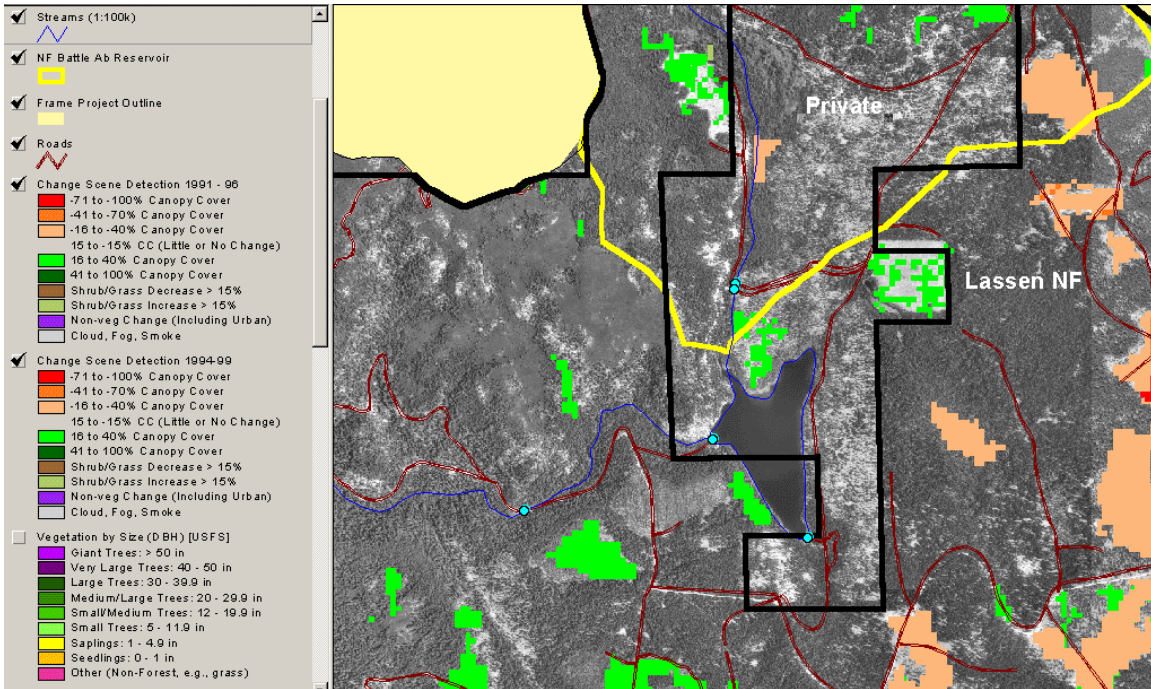 Streams (1:100k)
NF Battle Ab Reservoir
Frame Project Outline
Roads
Change Scene Detection 1991 - 96
-71 to -100% Canopy Cover
-41 to -70% Canopy Cover
-16 to -40% Canopy Cover
15 to -15% CC (Little or No Change)
16 to 40% Canopy Cover
41 to 100% Canopy Cover
Shrub/Grass Decrease > 15%
Shrub/Grass Increase > 15%
Non-veg Change (Including Urban)
Cloud, Fog, Smoke
Change Scene Detection 1994-99
-71 to -100% Canopy Cover
-41 to -70% Canopy Cover
-16 to -40% Canopy Cover
15 to -15% CC (Little or No Change)
16 to 40% Canopy Cover
41 to 100% Canopy Cover
Shrub/Grass Decrease > 15%
Shrub/Grass Increase > 15%
Non-veg Change (Including Urban)
Cloud, Fog, Smoke
Vegetation by Size (DBH) [USFS]
Giant Trees: > 50 in
Very Large Trees: 40 - 50 in
Large Trees: 30 - 39.9 in
Medium/Large Trees: 20 - 29.9 in
Small/Medium Trees: 12 - 19.9 in
Small Trees: 5 - 11.9 in
Saplings: 1 - 4.9 in
Seedlings: 0 - 1 in
Other (Non-Forest, e.g., grass)
Private
Lassen NF